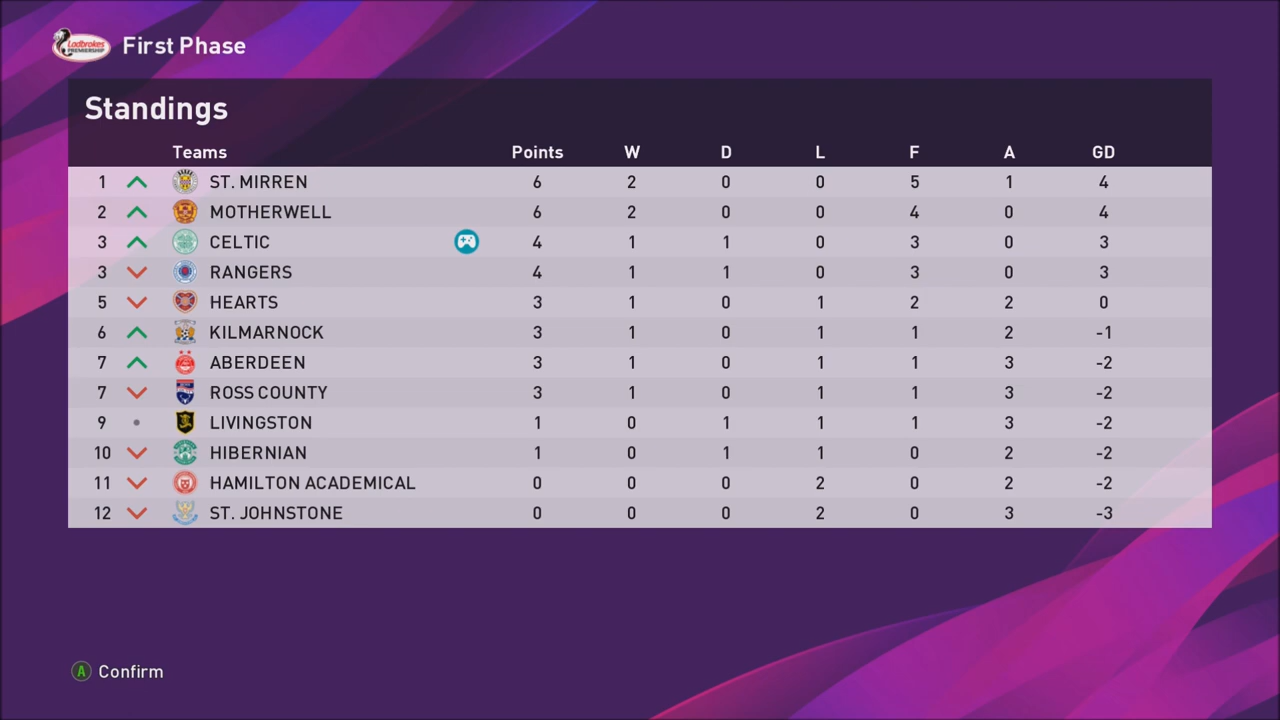 Ladbrokes
PREMIERSHIP
First Phase
Standings
Teams Points W D L F A GD
1 ST. MIRREN 6 2 0 0 5 1 4
2 MOTHERWELL 6 2 0 0 4 0 4
3 CELTIC 4 1 1 0 3 0 3
3 RANGERS 4 1 1 0 3 0 3
5 HEARTS 3 1 0 1 2 2 0
6 KILMARNOCK 3 1 0 1 1 2 -1
7 ABERDEEN 3 1 0 1 1 3 -2
7 ROSS COUNTY 3 1 0 1 1 3 -2
9 LIVINGSTON 1 0 1 1 1 3 -2
10 HIBERNIAN 1 0 1 1 0 2 -2
11 HAMILTON ACADEMICAL 0 0 0 2 0 2 -2
12 ST. JOHNSTONE 0 0 0 2 0 3 -3
A Confirm